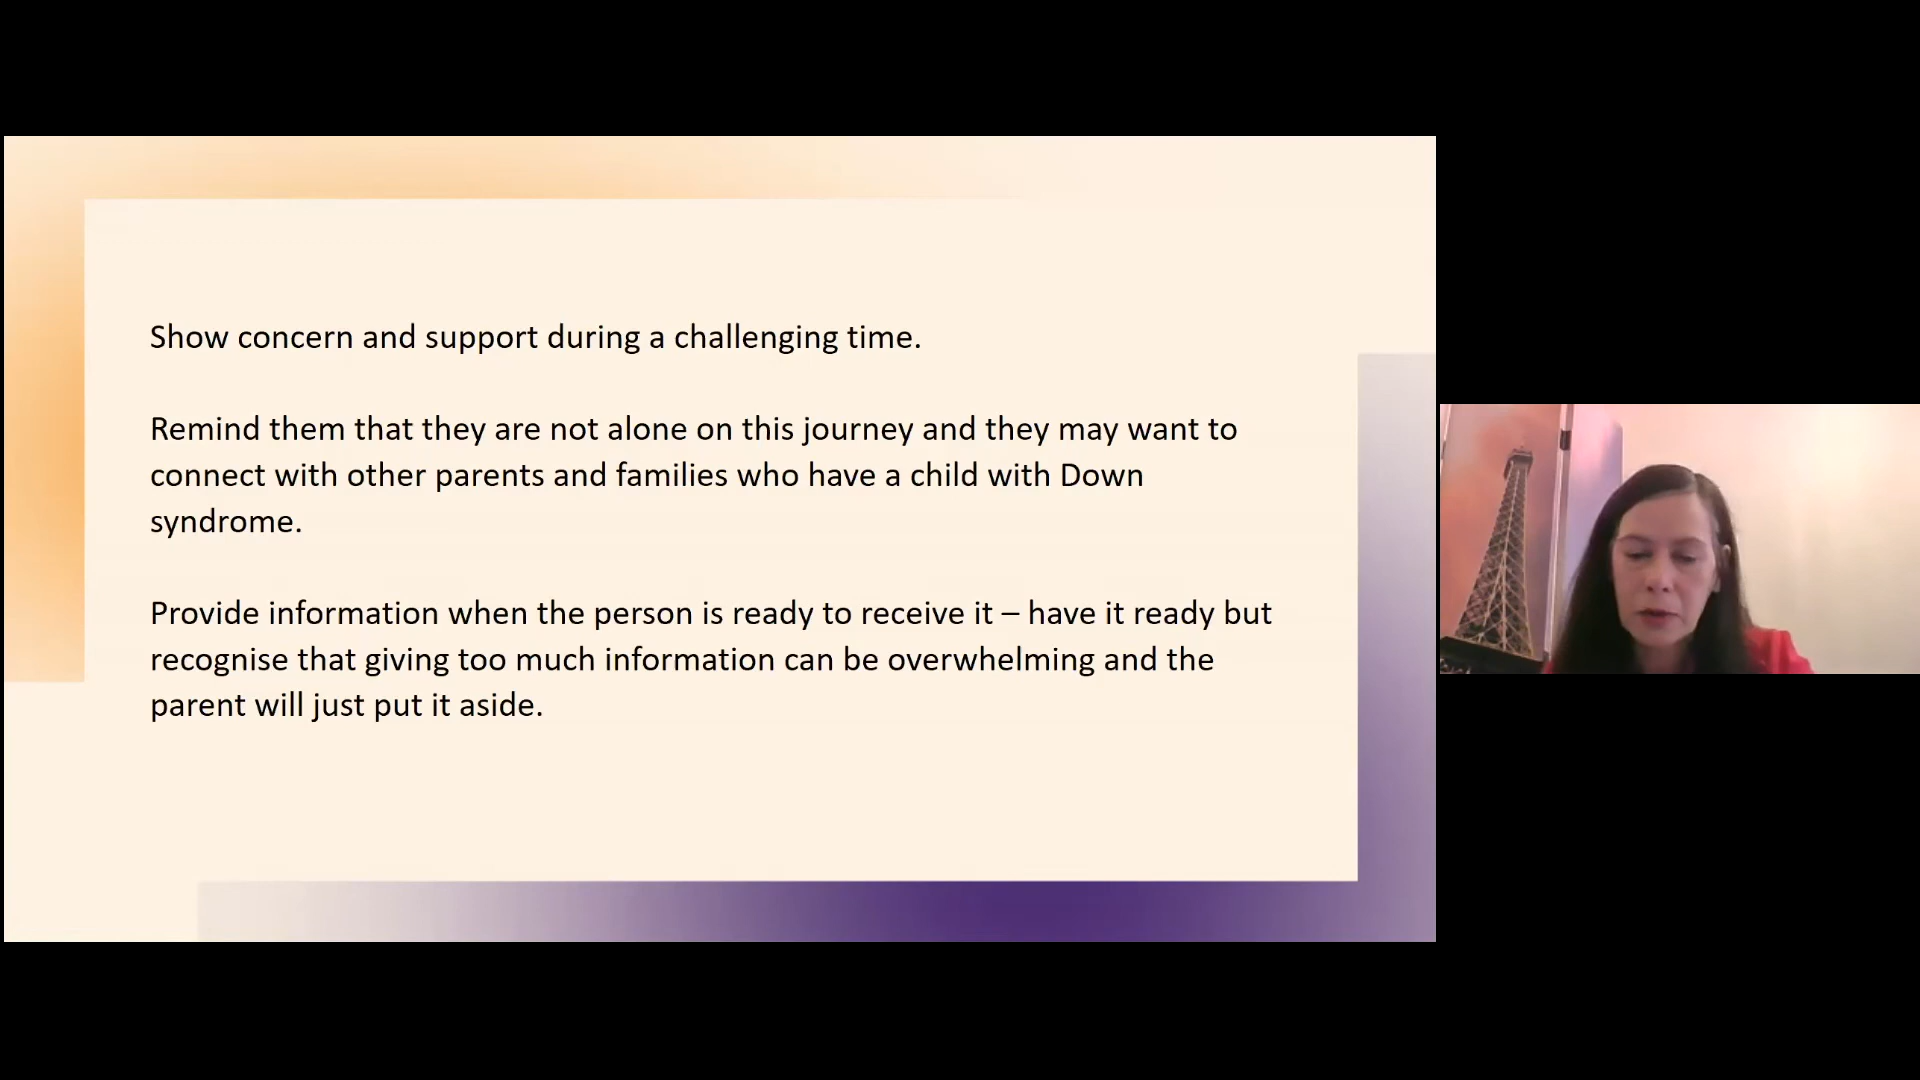 Show concern and support during a challenging time.
Remind them that they are not alone on this journey and they may want to
connect with other parents and families who have a child with Down
syndrome.
Provide information when the person is ready to receive it – have it ready but
recognise that giving too much information can be overwhelming and the
parent will just put it aside.